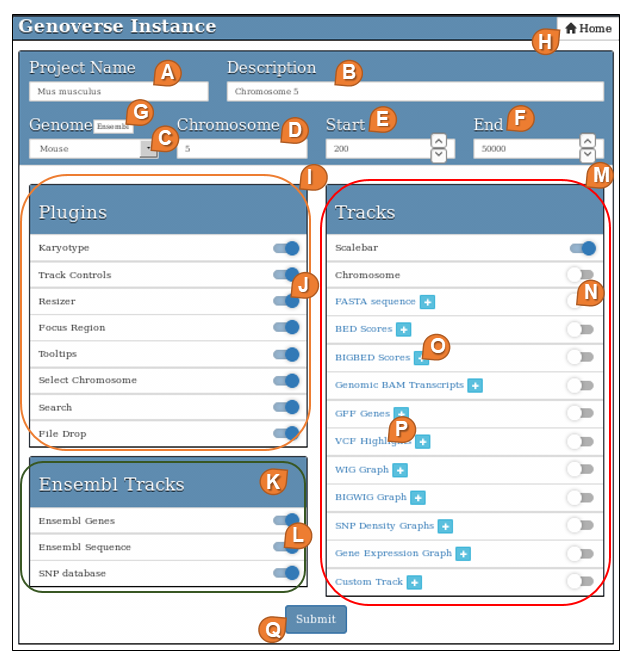 Genoverse Instance
Home
H
Project Name
A
Description
B
Mus musculus
Chromosome 5
Genome
Ensembl
G
C
Chromosome
D
Start
E
End
F
Mouse
5
200
50000
I
M
Plugins
Tracks
Karyotype
Scalebar
Track Controls
J
Chromosome
N
Resizer
FASTA sequence +
Focus Region
BED Scores +
Tooltips
BIGBED Scores +
O
Select Chromosome
Genomic BAM Transcripts +
Search
GFF Genes +
P
File Drop
VCF Highlights +
Ensembl Tracks
K
WIG Graph +
BIGWIG Graph +
Ensembl Genes
L
SNP Density Graphs +
Ensembl Sequence
Gene Expression Graph +
SNP database
Custom Track +
Q
Submit